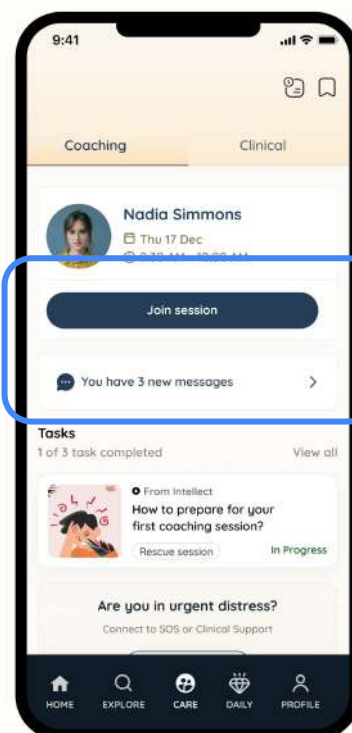 9:41
Coaching Clinical
Nadia Simmons
Thu 17 Dec
Join session
You have 3 new messages
Tasks
1 of 3 task completed View all
From Intellect
How to prepare for your
first coaching session?
Rescue session In Progress
Are you in urgent distress?
Connect to SOS or Clinical Support
HOME EXPLORE CARE DAILY PROFILE